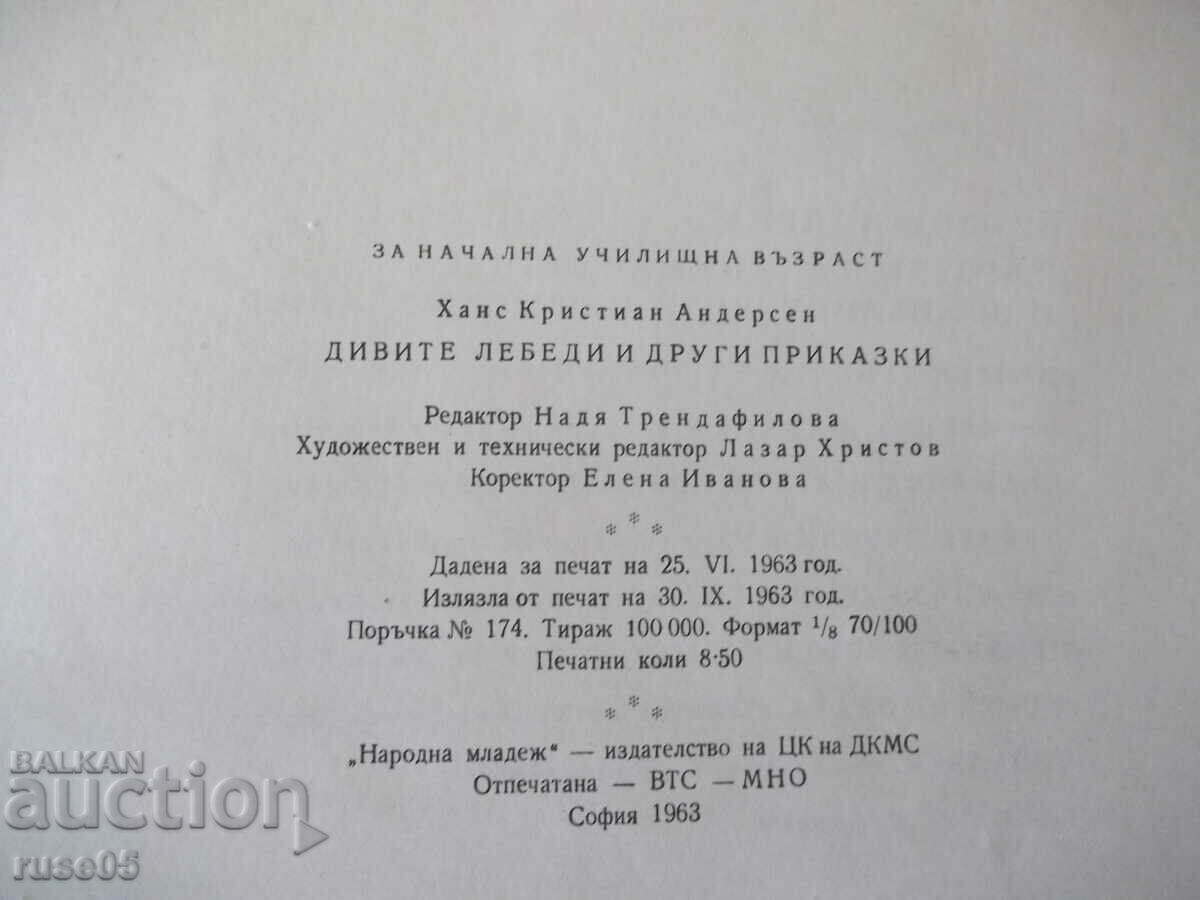 ЗА НАЧАЛНА УЧИЛИЩНА ВЪЗРАСТ
Ханс Кристиан Андерсен
ДИВИТЕ ЛЕБЕДИ И ДРУГИ ПРИКАЗКИ
Редактор Надя Трендафилова
Художествен и технически редактор Лазар Христов
Коректор Елена Иванова
* * *
Дадена за печат на 25. VI. 1963 год.
Излязла от печат на 30. IX. 1963 год.
Поръчка № 174. Тираж 100 000. Формат 1/8 70/100
Печатни коли 8·50
* * *
„Народна младеж“ — издателство на ЦК на ДКМС
Отпечатана — ВТС — МНО
София 1963
BALKAN
auction
ruse05